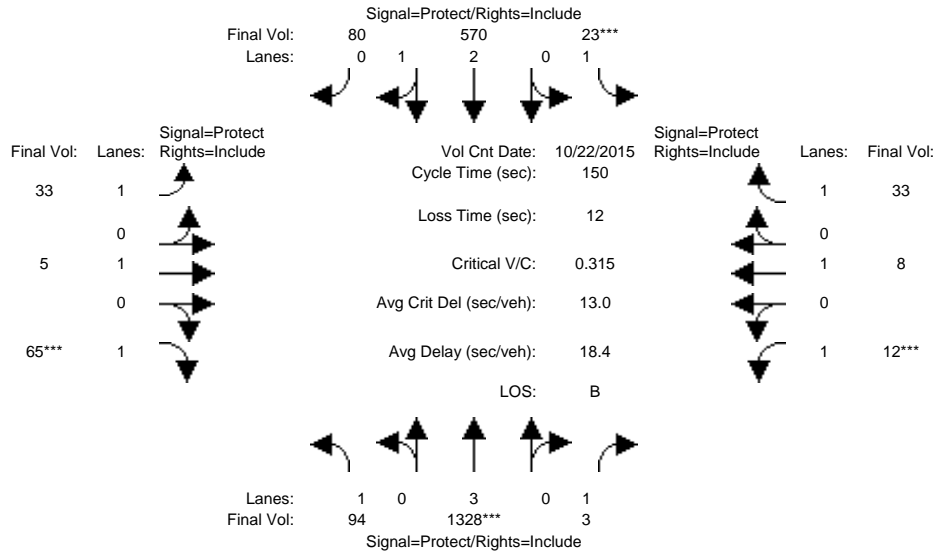 Signal=Protect/Rights=Include
Final Vol: 80 570 23***
Lanes: 0 1 2 0 1
Signal=Protect
Final Vol: Lanes: Rights=Include
Vol Cnt Date: 10/22/2015
Signal=Protect
Rights=Include Lanes: Final Vol:
Cycle Time (sec): 150
33 1
1 33
Loss Time (sec): 12
0
0
5 1
Critical V/C: 0.315
1 8
0
Avg Crit Del (sec/veh): 13.0
0
65*** 1
Avg Delay (sec/veh): 18.4
1 12***
LOS: B
Lanes: 1 0 3 0 1
Final Vol: 94 1328*** 3
Signal=Protect/Rights=Include